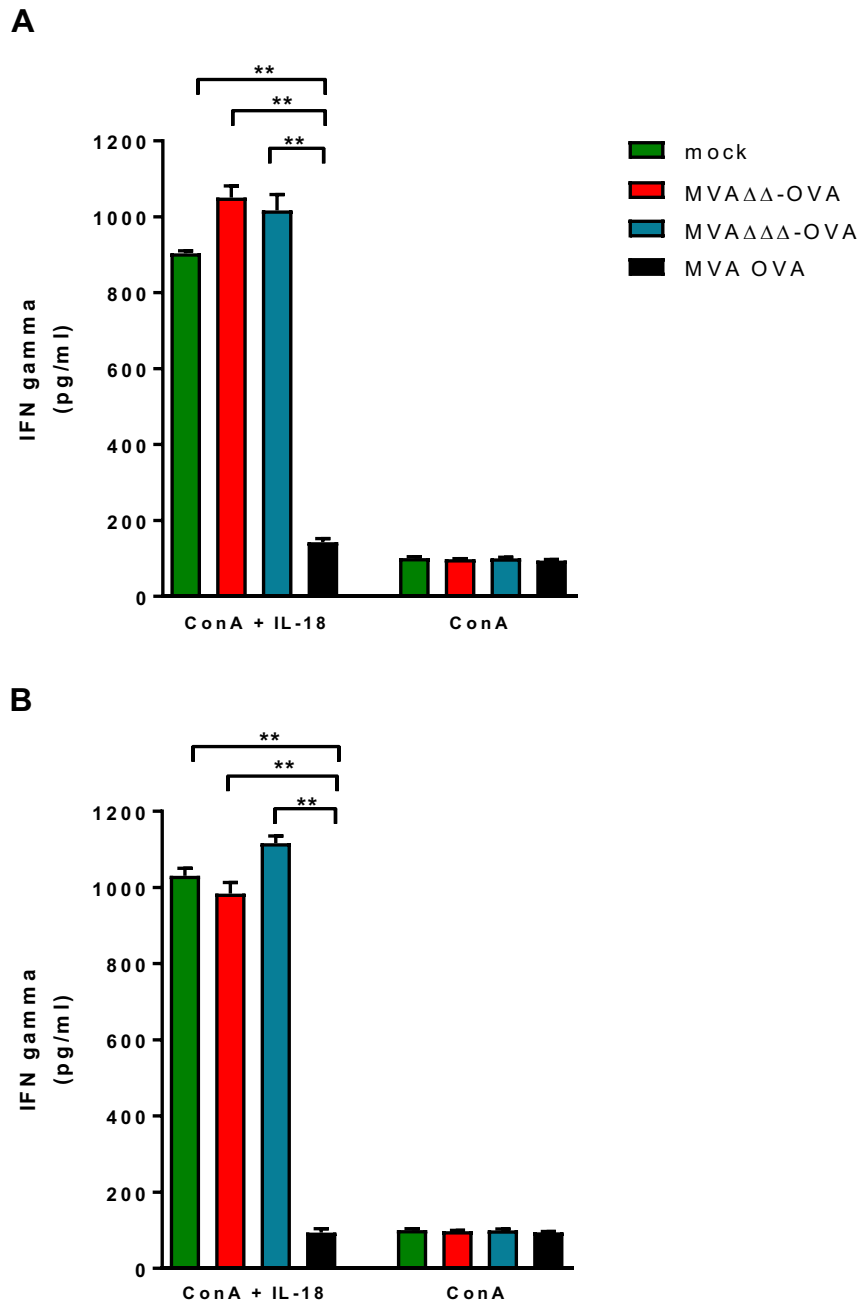 A
**
**
**
1200
1000
800
600
400
200
0
IFN gamma
(pg/ml)
ConA + IL-18
ConA
mock
MVAΔΔ-OVA
MVAΔΔΔ-OVA
MVA OVA
B
**
**
**
1200
1000
800
600
400
200
0
IFN gamma
(pg/ml)
ConA + IL-18
ConA